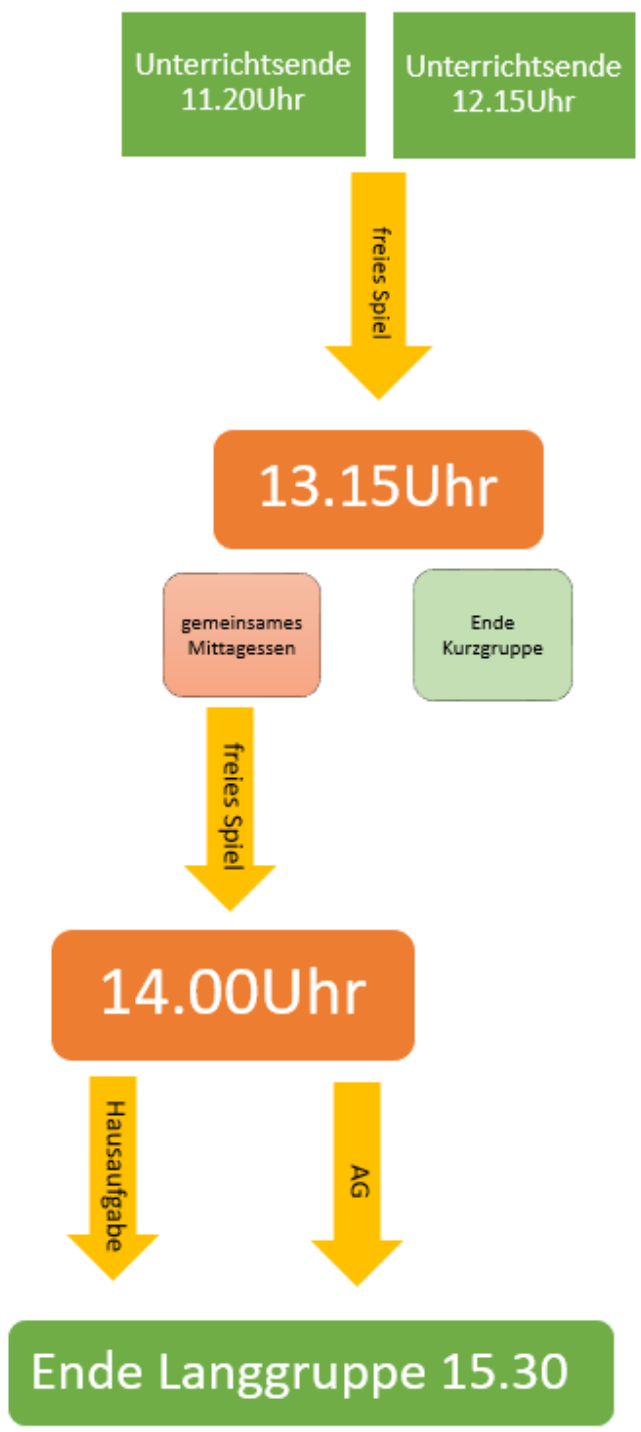 Unterrichtsende
11.20Uhr
Unterrichtsende
12.15Uhr
freies Spiel
13.15Uhr
gemeinsames
Mittagessen
Ende
Kurzgruppe
freies Spiel
14.00Uhr
Hausaufgabe
AG
Ende Langgruppe 15.30